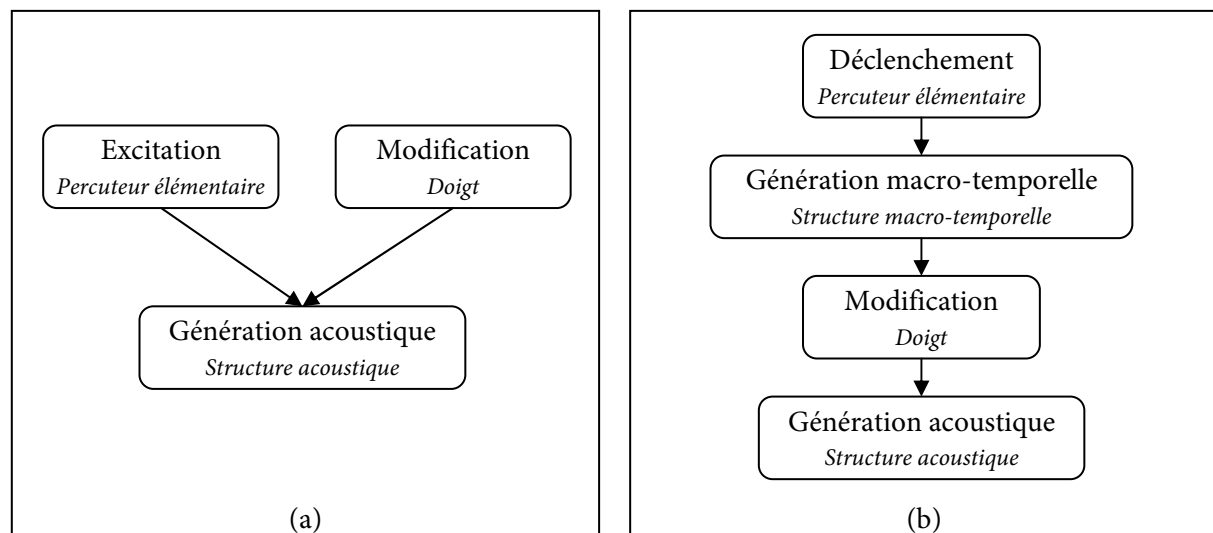 Excitation
Percuteur élémentaire
Modification
Doigt
Génération acoustique
Structure acoustique
(a)
Déclenchement
Percuteur élémentaire
Génération macro-temporelle
Structure macro-temporelle
Modification
Doigt
Génération acoustique
Structure acoustique
(b)